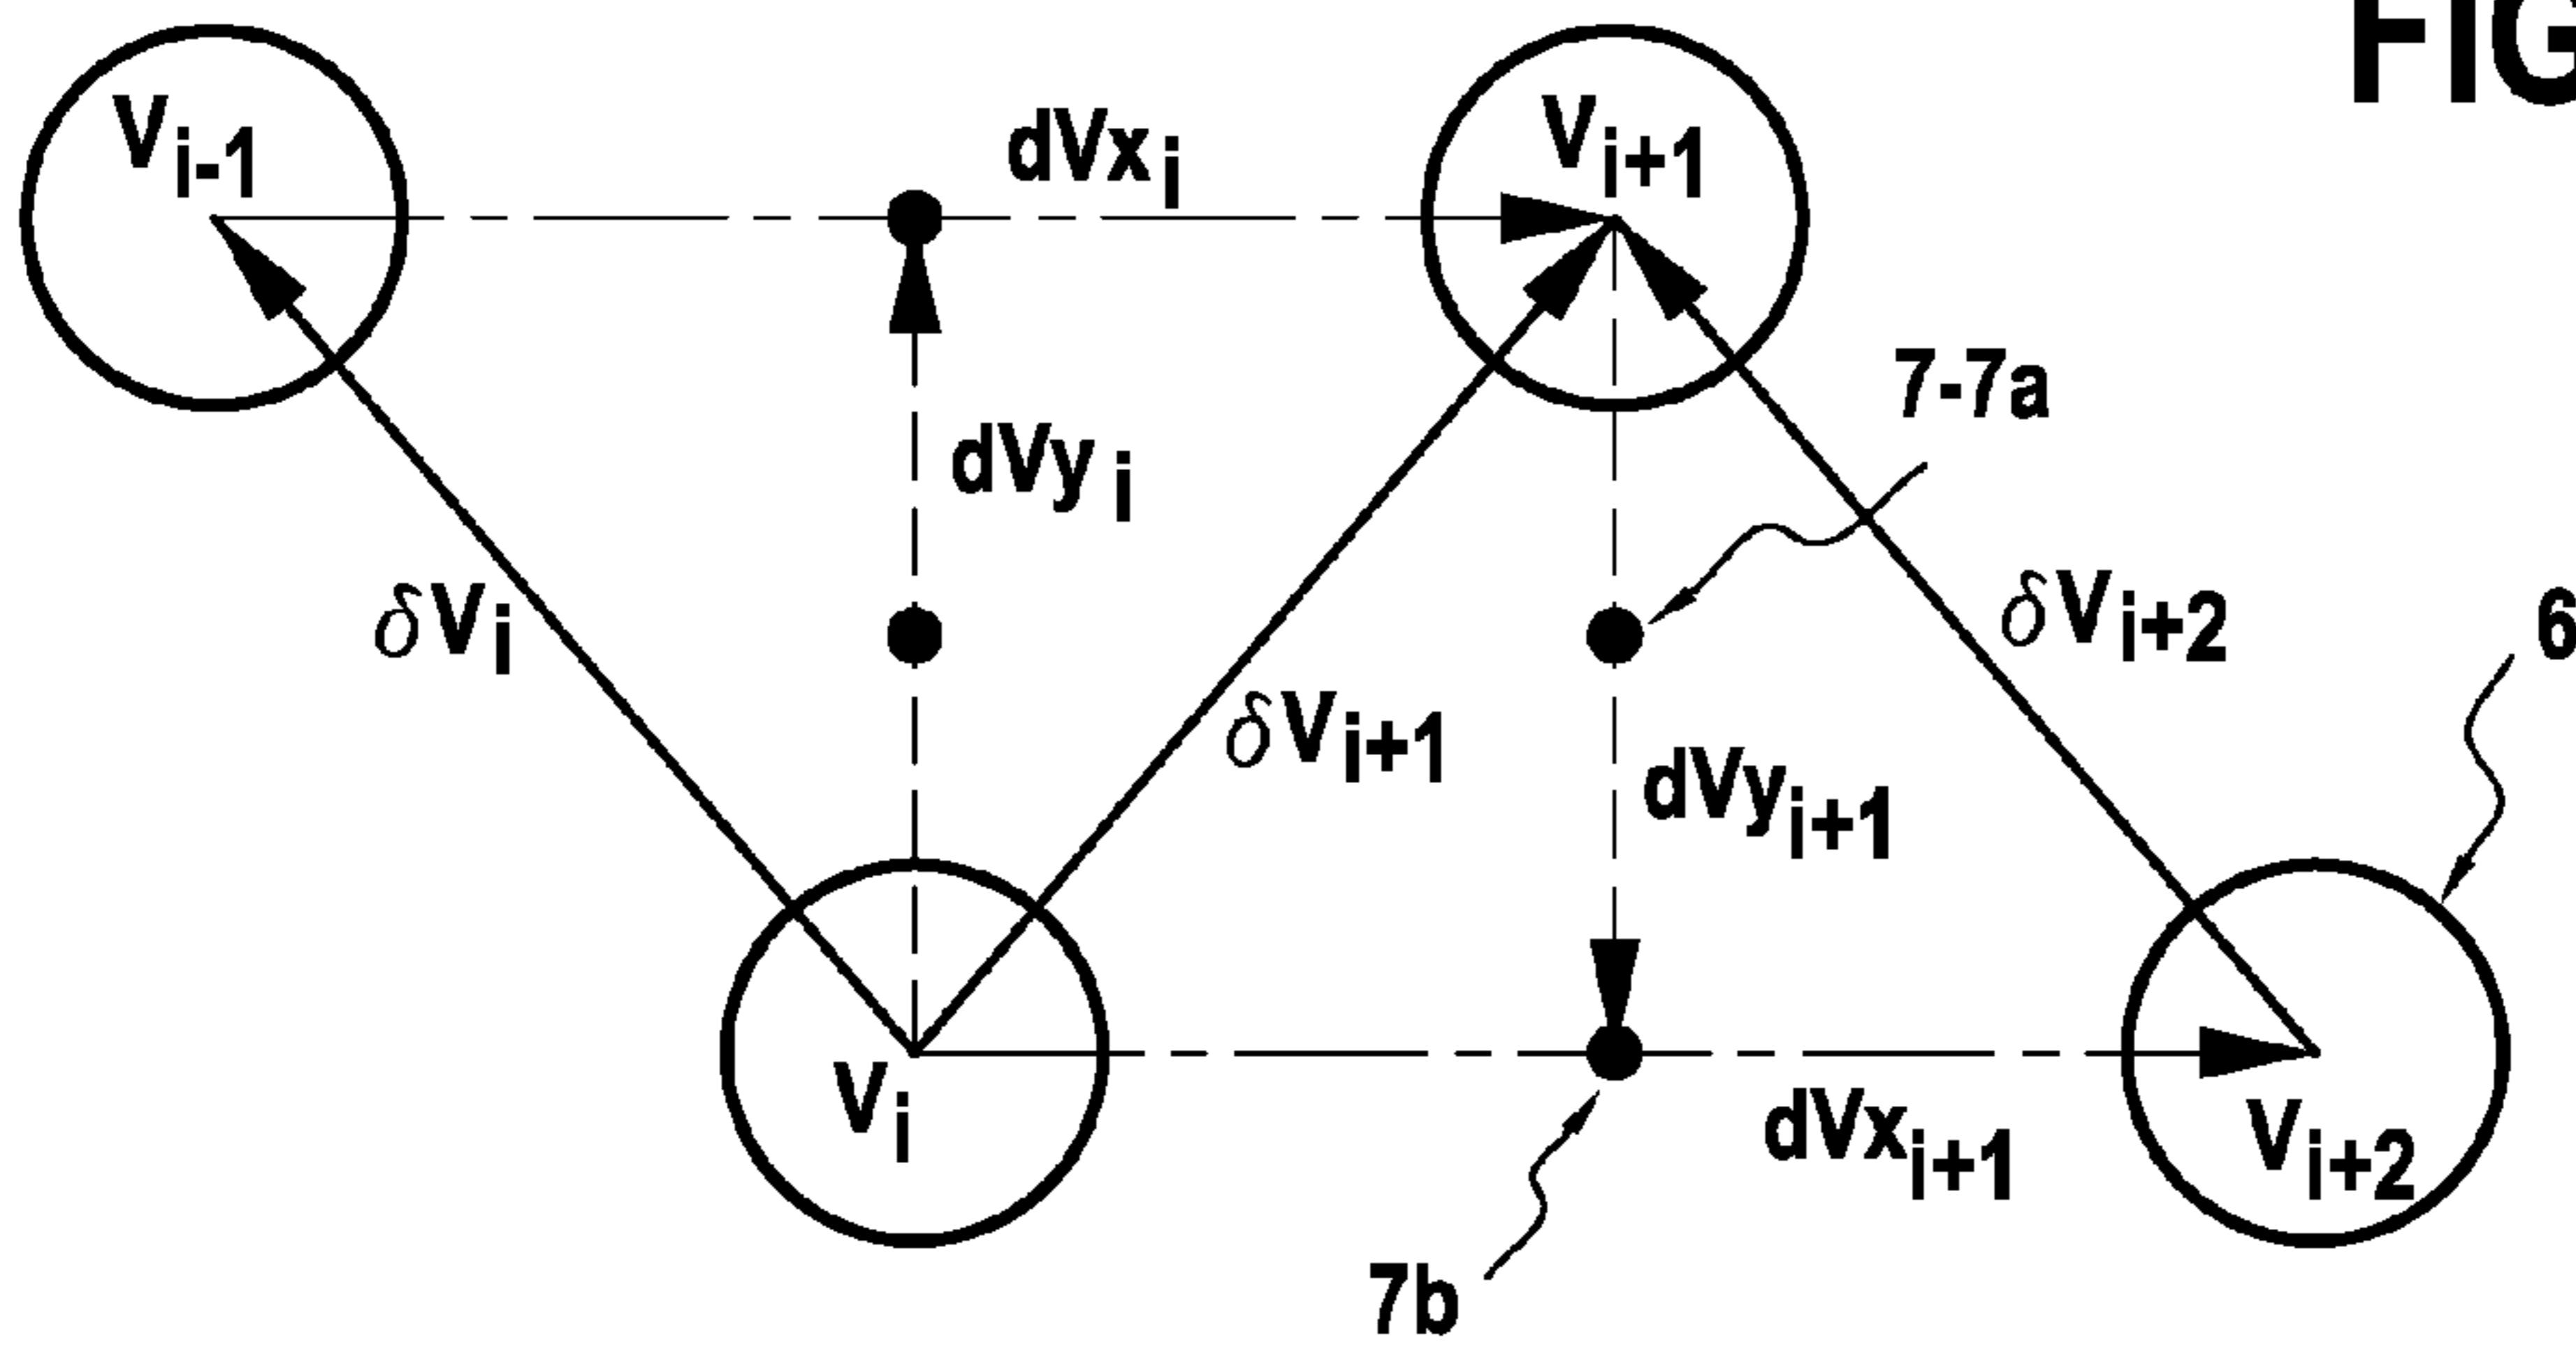 FIG
V i-1
dVx i
V i+1
7-7a
dVy i
δV i
δV i+2
6
δV i+1
dVy i+1
V i
dVx i+1
V i+2
7b